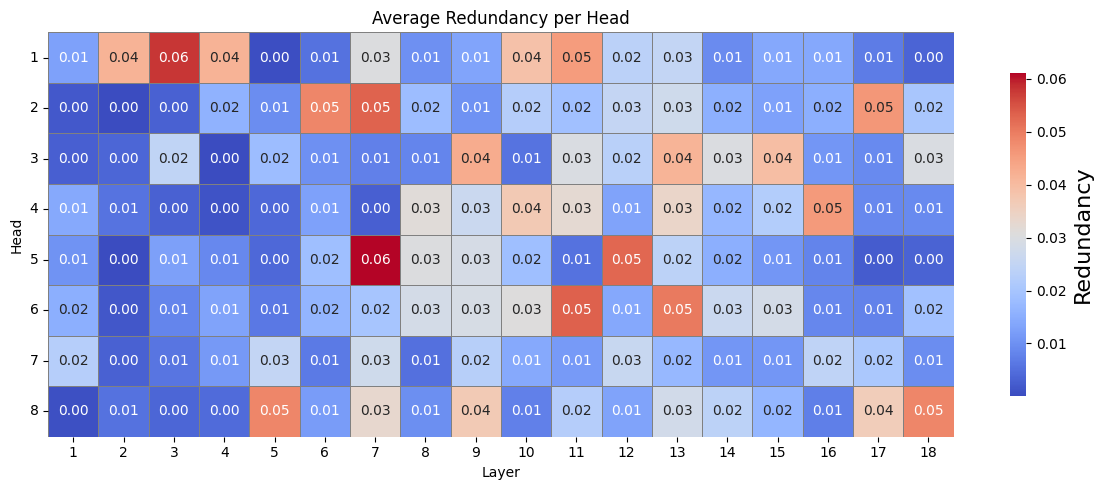 Average Redundancy per Head
1 0.01 0.04 0.06 0.04 0.00 0.01 0.03 0.01 0.01 0.04 0.05 0.02 0.03 0.01 0.01 0.01 0.01 0.00
2 0.00 0.00 0.00 0.02 0.01 0.05 0.05 0.02 0.01 0.02 0.02 0.03 0.03 0.02 0.01 0.02 0.05 0.02
3 0.00 0.00 0.02 0.00 0.02 0.01 0.01 0.01 0.04 0.01 0.03 0.02 0.04 0.03 0.04 0.01 0.01 0.03
4 0.01 0.01 0.00 0.00 0.01 0.01 0.00 0.03 0.03 0.04 0.03 0.01 0.03 0.02 0.02 0.05 0.01 0.01
5 0.01 0.00 0.01 0.01 0.00 0.02 0.06 0.03 0.03 0.02 0.01 0.05 0.02 0.02 0.01 0.01 0.00 0.00
6 0.02 0.00 0.01 0.01 0.01 0.02 0.02 0.03 0.03 0.03 0.05 0.01 0.05 0.03 0.03 0.01 0.01 0.02
7 0.02 0.00 0.01 0.01 0.03 0.01 0.03 0.01 0.02 0.01 0.01 0.03 0.02 0.01 0.01 0.02 0.02 0.01
8 0.00 0.01 0.00 0.00 0.05 0.01 0.03 0.01 0.04 0.01 0.02 0.01 0.03 0.02 0.02 0.01 0.04 0.05
Head
1 2 3 4 5 6 7 8 9 10 11 12 13 14 15 16 17 18
Layer
0.06
0.05
0.04
0.03
0.02
0.01
Redundancy